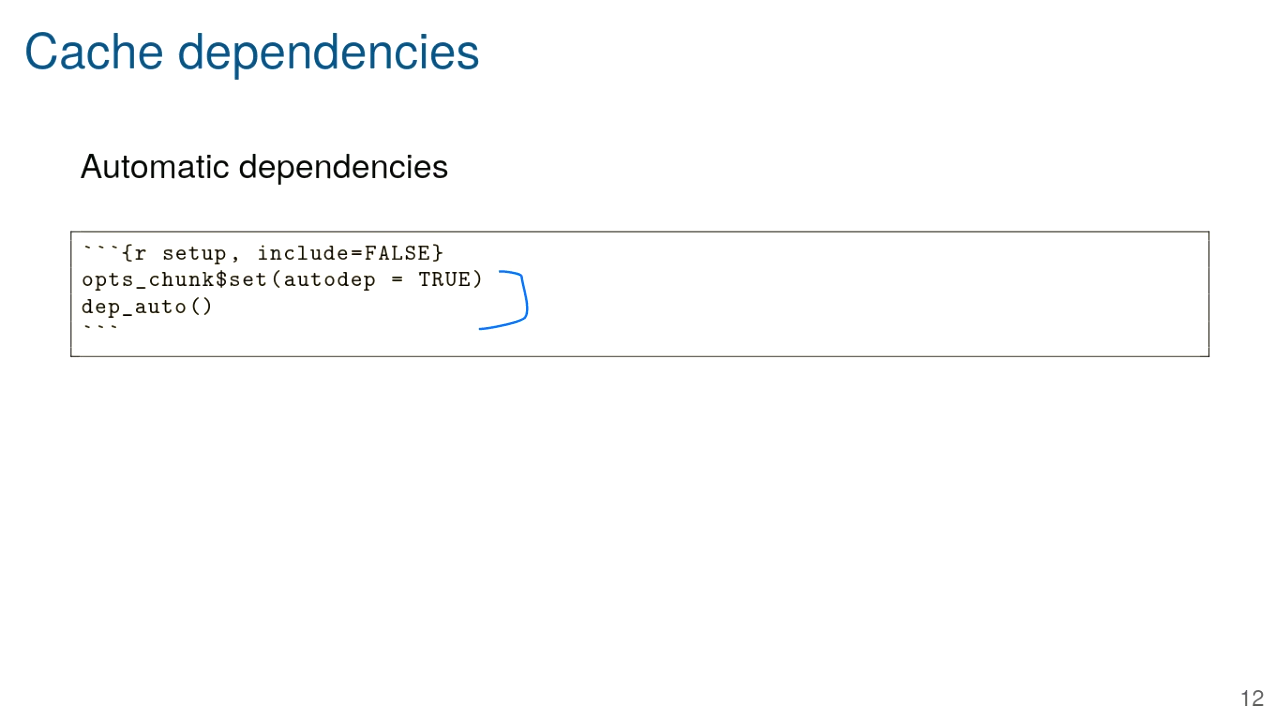 Cache dependencies
Automatic dependencies
```{r setup, include=FALSE}
opts_chunk$set(autodep = TRUE)
dep_auto()
```
12